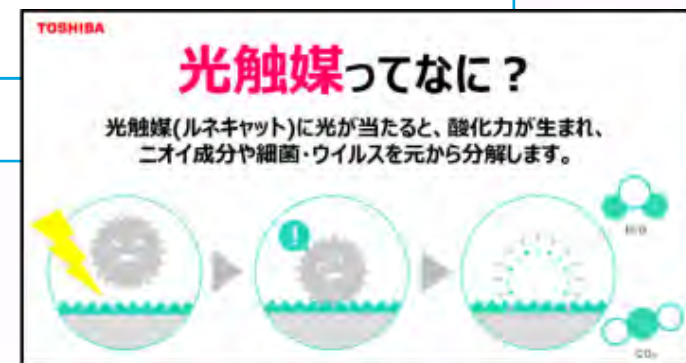 TOSHIBA
光触媒ってなに？
光触媒(ルネキャット)に光が当たると、酸化力が生まれ、
ニオイ成分や細菌・ウイルスを元から分解します。
!
H₂O
CO₂